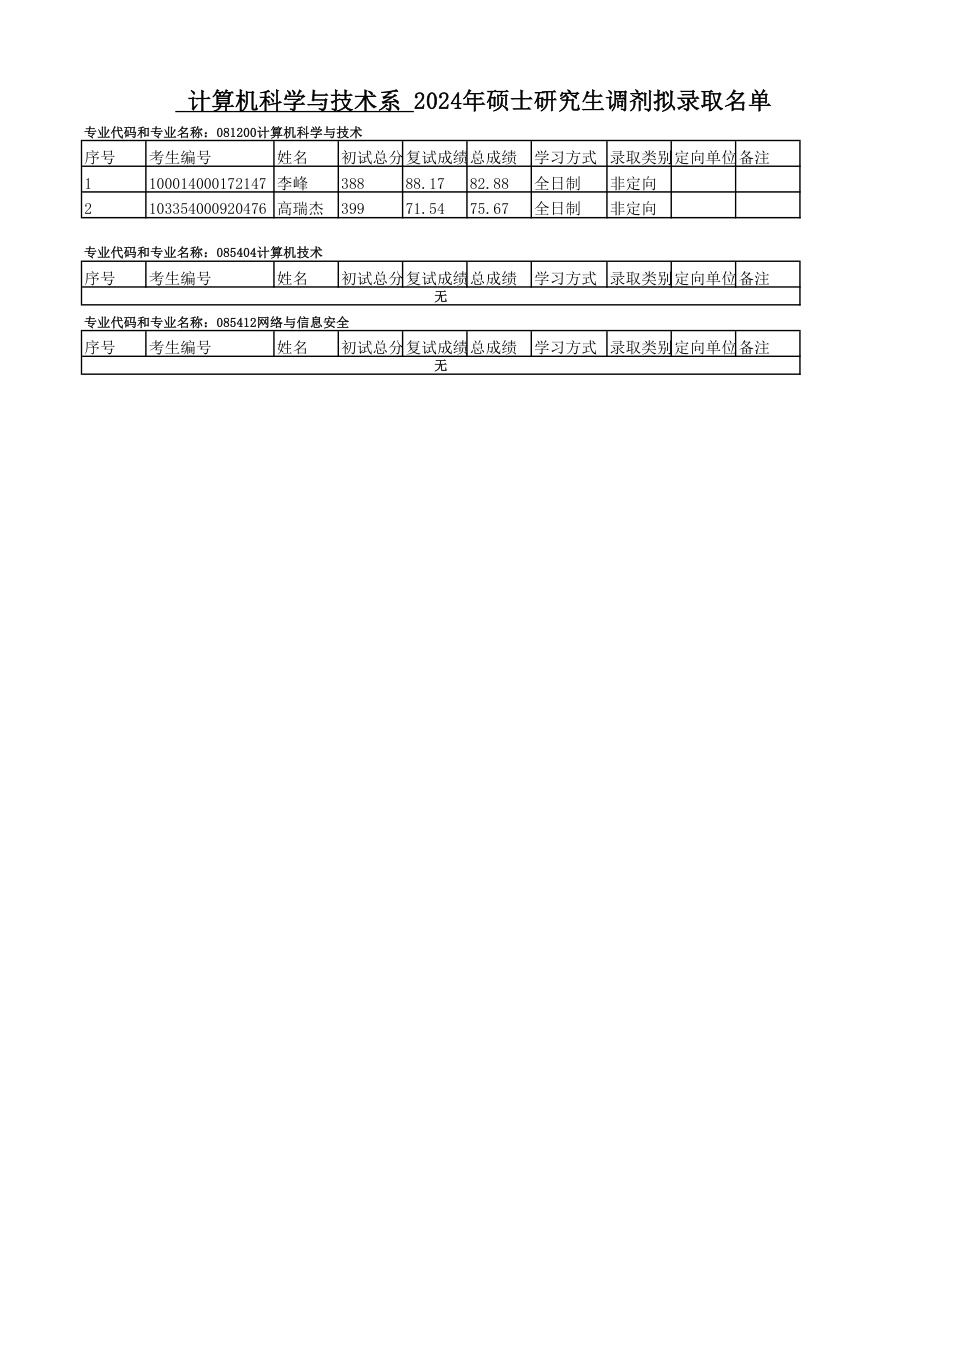 计算机科学与技术系 2024年硕士研究生调剂拟录取名单
专业代码和专业名称：081200计算机科学与技术
序号 考生编号 姓名 初试总分 复试成绩 总成绩 学习方式 录取类别 定向单位 备注
1 100014000172147 李峰 388 88.17 82.88 全日制 非定向
2 103354000920476 高瑞杰 399 71.54 75.67 全日制 非定向
专业代码和专业名称：085404计算机技术
序号 考生编号 姓名 初试总分 复试成绩 总成绩 学习方式 录取类别 定向单位 备注
无
专业代码和专业名称：085412网络与信息安全
序号 考生编号 姓名 初试总分 复试成绩 总成绩 学习方式 录取类别 定向单位 备注
无